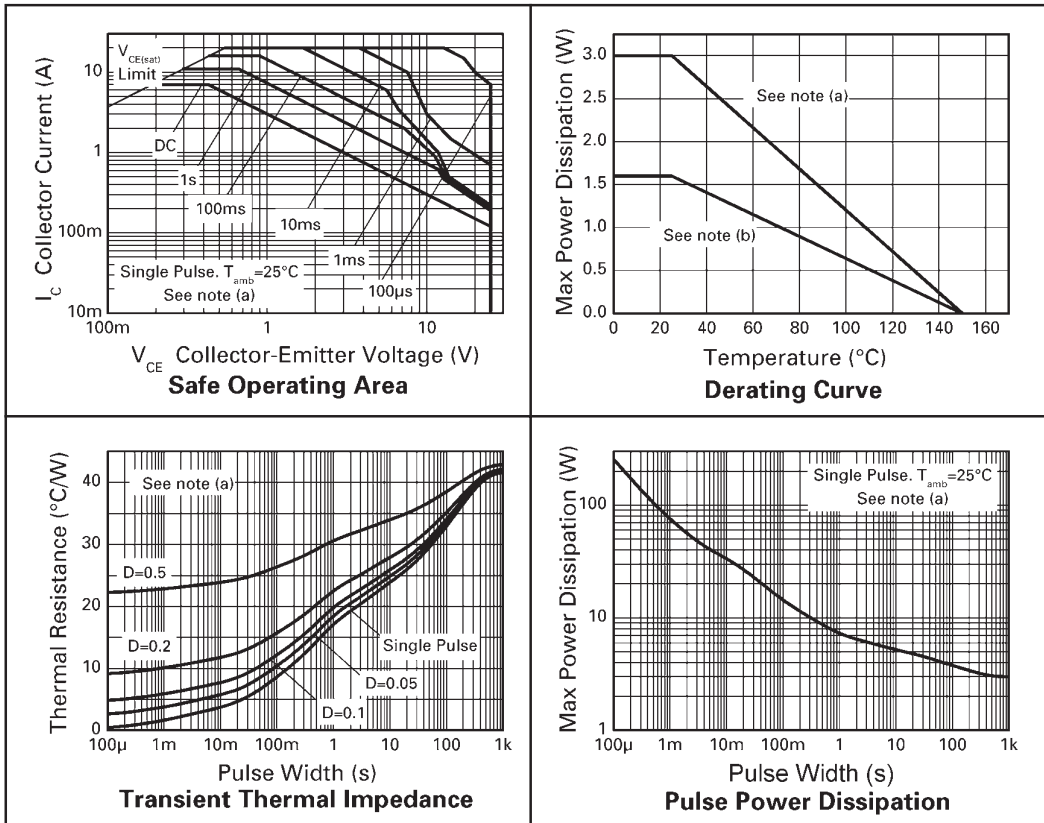 V_CE(sat)
Limit
10
1
100m
10m
DC
1s
100ms
10ms
1ms
100µs
Single Pulse. T_amb=25°C
See note (a)
I_C Collector Current (A)
100m 1 10
V_CE Collector-Emitter Voltage (V)
Safe Operating Area
Max Power Dissipation (W)
3.0
2.5
2.0
1.5
1.0
0.5
0.0
See note (a)
See note (b)
0 20 40 60 80 100 120 140 160
Temperature (°C)
Derating Curve
Thermal Resistance (°C/W)
40
30
20
10
0
See note (a)
D=0.5
D=0.2
Single Pulse
D=0.05
D=0.1
100µ 1m 10m 100m 1 10 100 1k
Pulse Width (s)
Transient Thermal Impedance
Max Power Dissipation (W)
100
10
1
Single Pulse. T_amb=25°C
See note (a)
100µ 1m 10m 100m 1 10 100 1k
Pulse Width (s)
Pulse Power Dissipation